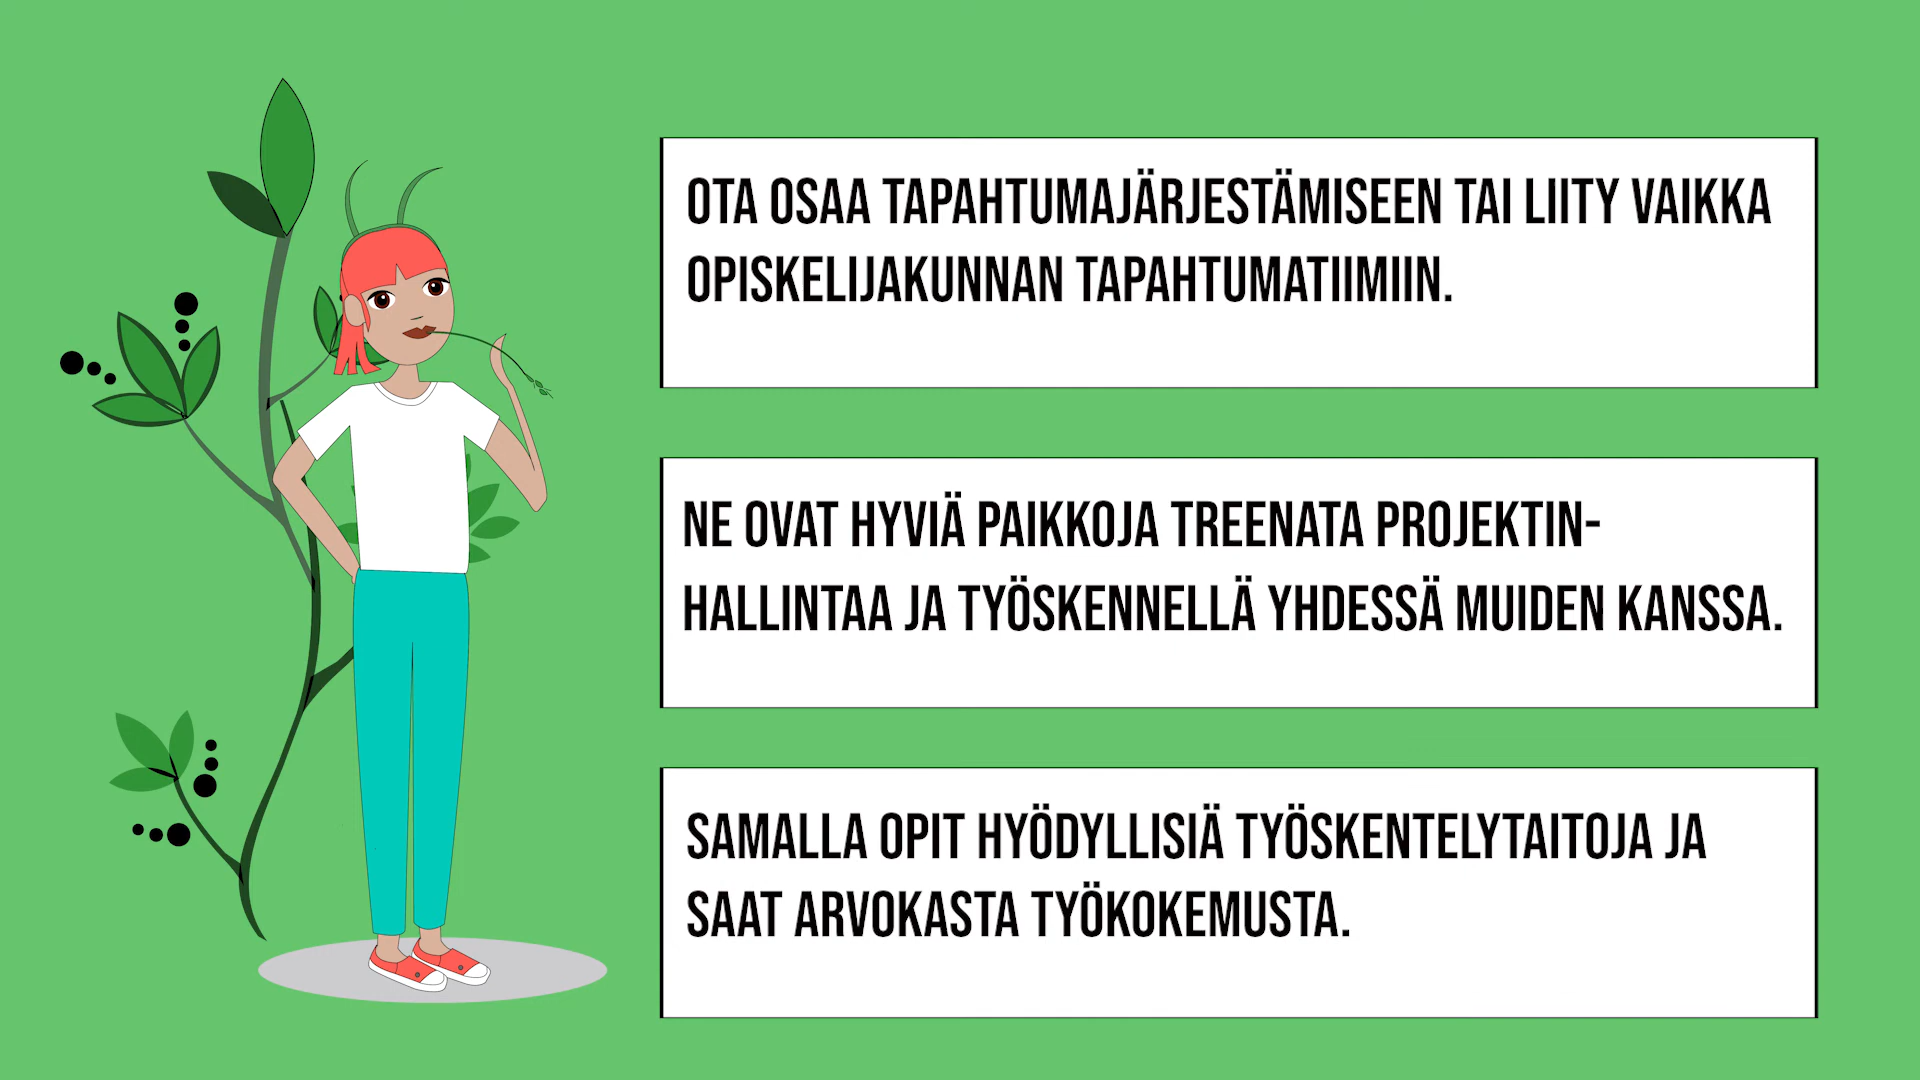 OTA OSAA TAPAHTUMAJÄRJESTÄMISEEN TAI LIITY VAIKKA
OPISKELIJAKUNNAN TAPAHTUMATIIMIIN.
NE OVAT HYVIÄ PAIKKOJA TREENATA PROJEKTIN-
HALLINTAA JA TYÖSKENNELLÄ YHDESSÄ MUIDEN KANSSA.
SAMALLA OPIT HYÖDYLLISIÄ TYÖSKENTELYTAITOJA JA
SAAT ARVOKASTA TYÖKOKEMUSTA.